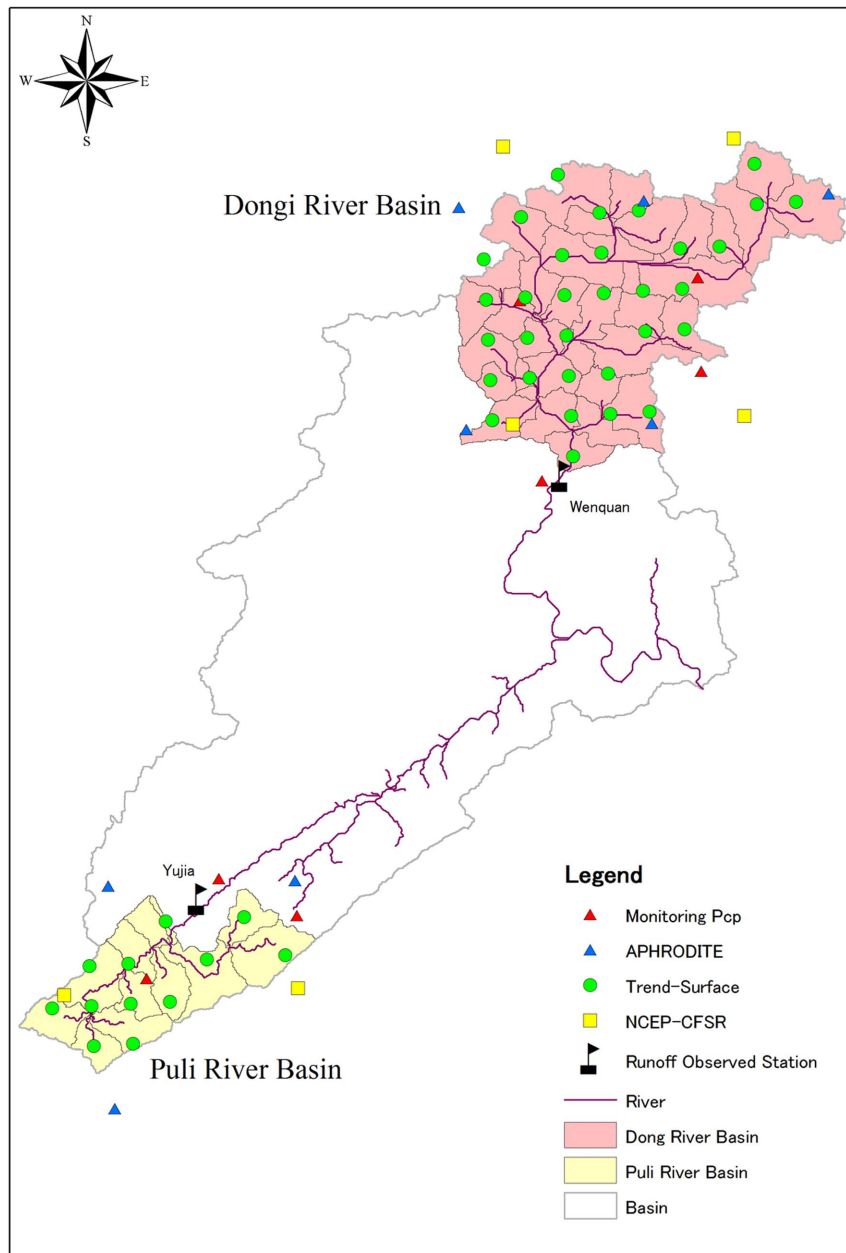 N
W
E
S
Dongi River Basin
Wenquan
Yujia
Puli River Basin
Legend
Monitoring Pcp
APHRODITE
Trend-Surface
NCEP-CFSR
Runoff Observed Station
River
Dong River Basin
Puli River Basin
Basin